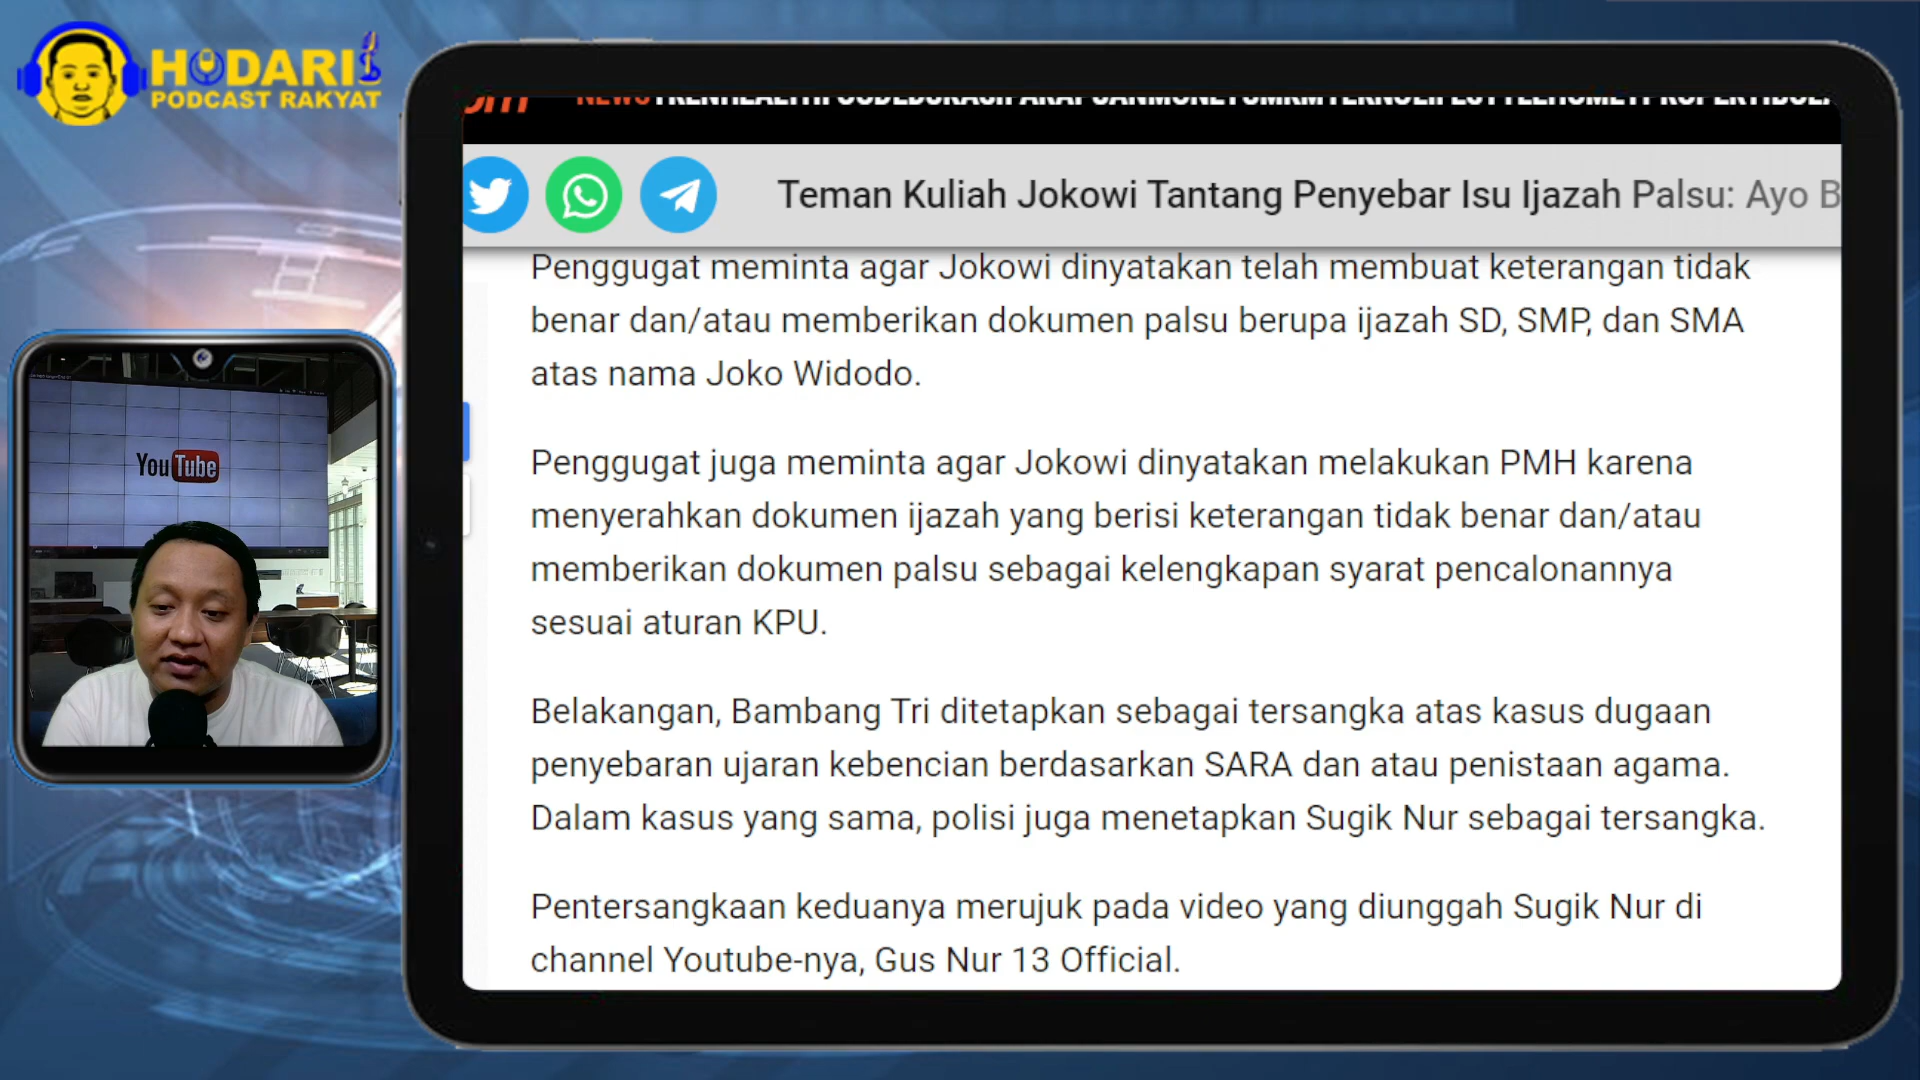 HODARI
PODCAST RAKYAT
YouTube
NEWS
Teman Kuliah Jokowi Tantang Penyebar Isu Ijazah Palsu: Ayo B
Penggugat meminta agar Jokowi dinyatakan telah membuat keterangan tidak
benar dan/atau memberikan dokumen palsu berupa ijazah SD, SMP, dan SMA
atas nama Joko Widodo.
Penggugat juga meminta agar Jokowi dinyatakan melakukan PMH karena
menyerahkan dokumen ijazah yang berisi keterangan tidak benar dan/atau
memberikan dokumen palsu sebagai kelengkapan syarat pencalonannya
sesuai aturan KPU.
Belakangan, Bambang Tri ditetapkan sebagai tersangka atas kasus dugaan
penyebaran ujaran kebencian berdasarkan SARA dan atau penistaan agama.
Dalam kasus yang sama, polisi juga menetapkan Sugik Nur sebagai tersangka.
Pentersangkaan keduanya merujuk pada video yang diunggah Sugik Nur di
channel Youtube-nya, Gus Nur 13 Official.